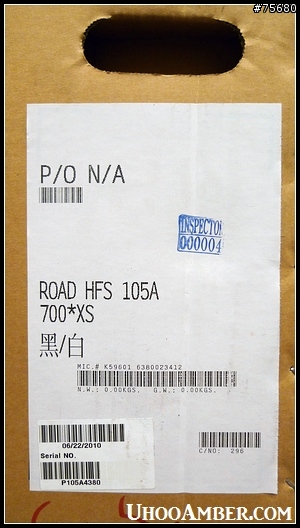 #75680
P/O N/A
INSPECTO
000004
ROAD HFS 105A
700*XS
黑/白
MIC.# K59601 6380023412
N.W.: 0.00KGS. G.W.: 0.00KGS.
06/22/2010
Serial NO.
P105A4380
C/NO: 296
UHOOAMBER.COM